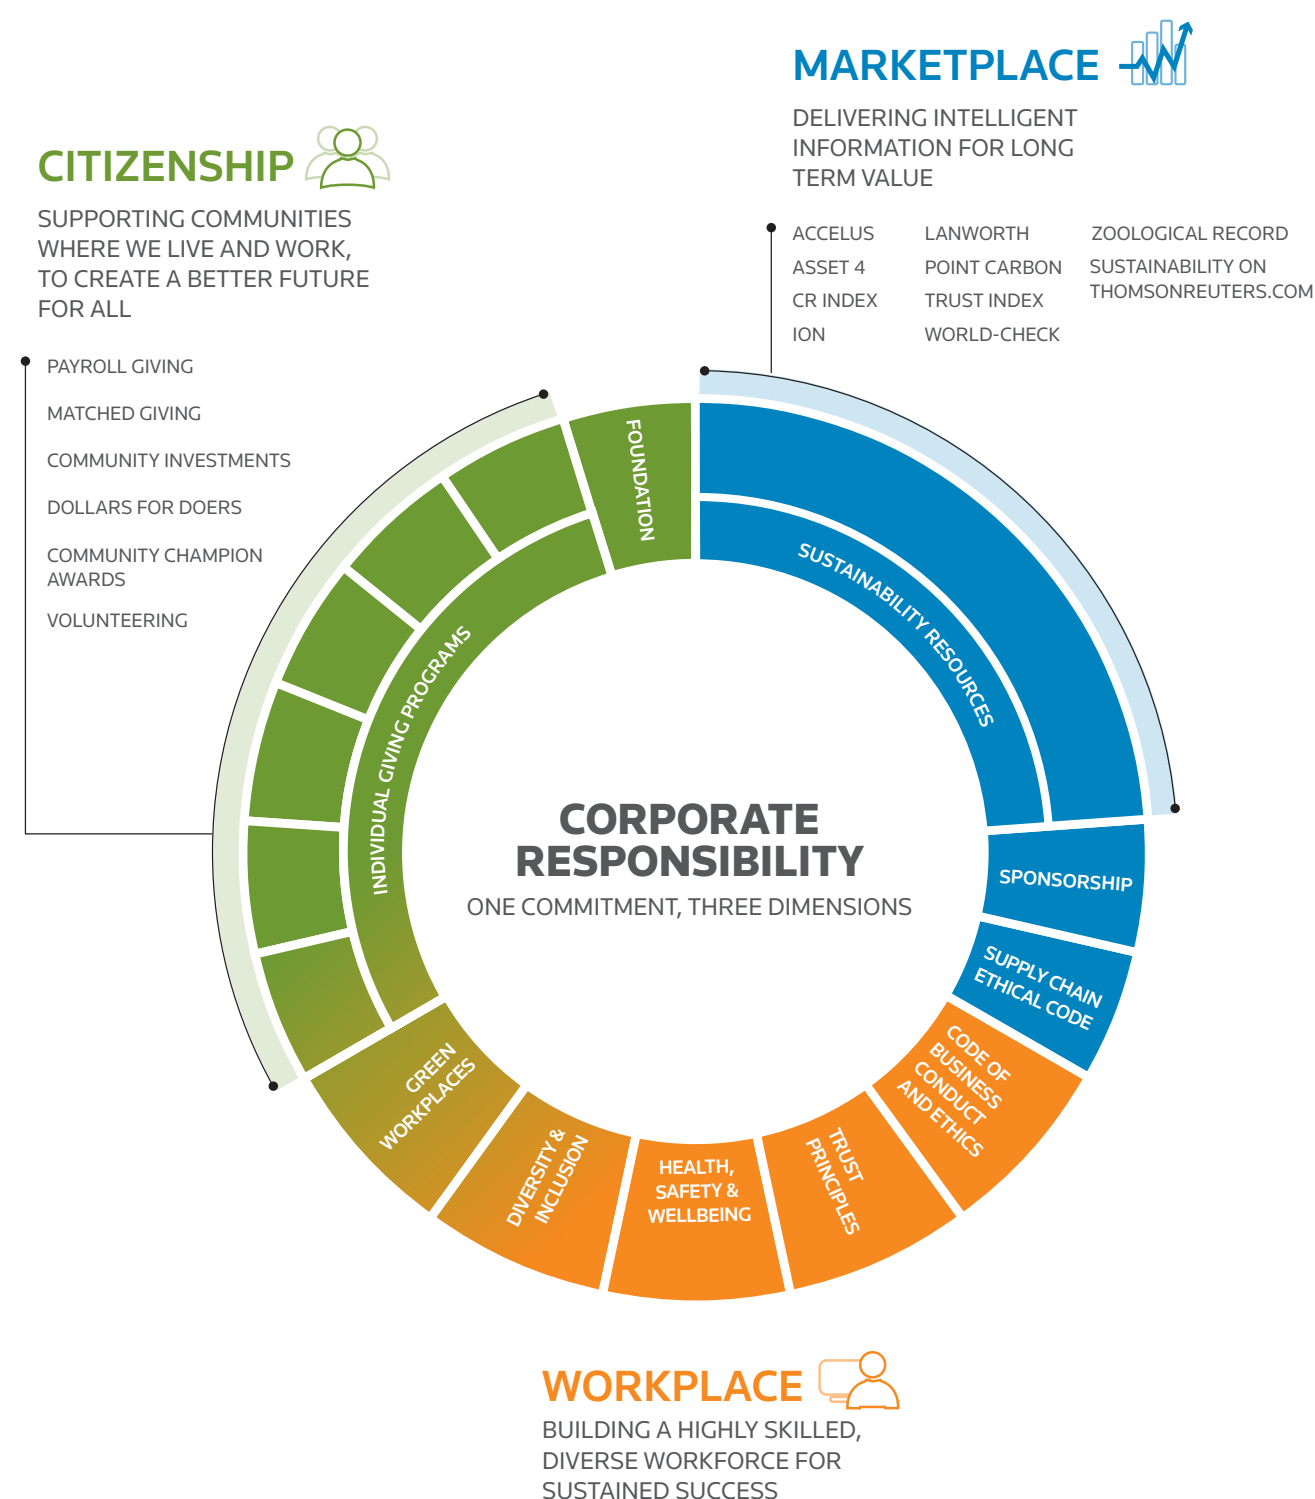 MARKETPLACE
DELIVERING INTELLIGENT
INFORMATION FOR LONG
TERM VALUE
ACCELUS
ASSET 4
CR INDEX
ION
LANWORTH
POINT CARBON
TRUST INDEX
WORLD-CHECK
ZOOLOGICAL RECORD
SUSTAINABILITY ON
THOMSONREUTERS.COM
CITIZENSHIP
SUPPORTING COMMUNITIES
WHERE WE LIVE AND WORK,
TO CREATE A BETTER FUTURE
FOR ALL
PAYROLL GIVING
MATCHED GIVING
COMMUNITY INVESTMENTS
DOLLARS FOR DOERS
COMMUNITY CHAMPION
AWARDS
VOLUNTEERING
FOUNDATION
SUSTAINABILITY RESOURCES
INDIVIDUAL GIVING PROGRAMS
CORPORATE
RESPONSIBILITY
ONE COMMITMENT, THREE DIMENSIONS
SPONSORSHIP
SUPPLY CHAIN
ETHICAL CODE
CODE OF
BUSINESS
CONDUCT
AND ETHICS
TRUST
PRINCIPLES
HEALTH,
SAFETY &
WELLBEING
DIVERSITY &
INCLUSION
GREEN
WORKPLACES
WORKPLACE
BUILDING A HIGHLY SKILLED,
DIVERSE WORKFORCE FOR
SUSTAINED SUCCESS